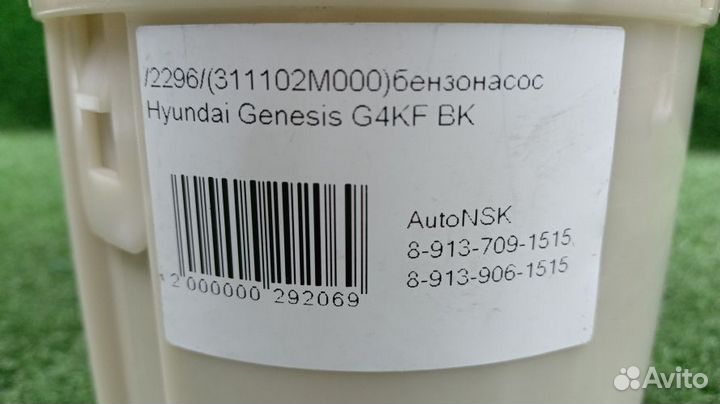 /2296/(311102M000)бензонасос
Hyundai Genesis G4KF BK
AutoNSK
8-913-709-1515
8-913-906-1515
2 000000 292069
Avito